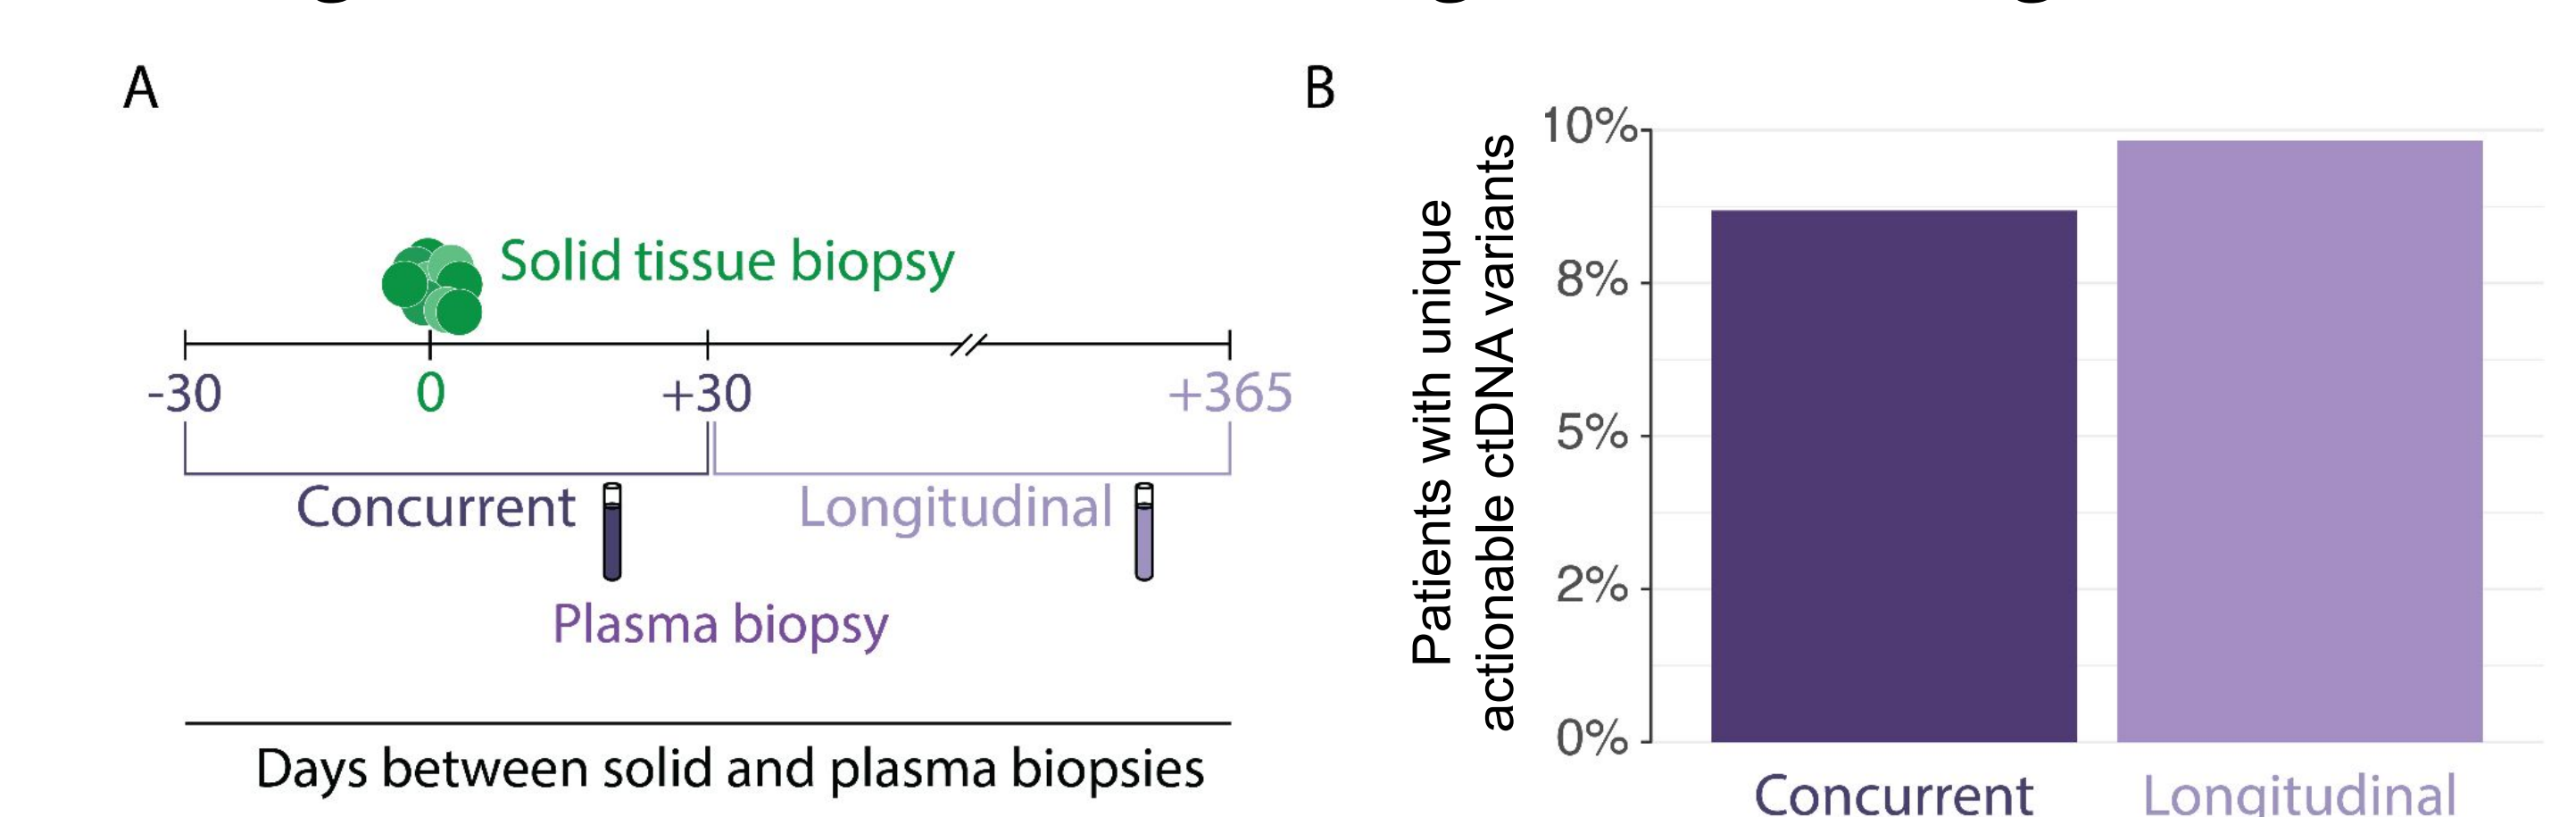 A
Solid tissue biopsy
-30
0
+30
+365
Concurrent
Longitudinal
Plasma biopsy
Days between solid and plasma biopsies
B
Patients with unique
actionable ctDNA variants
10%
8%
5%
2%
0%
Concurrent
Longitudinal